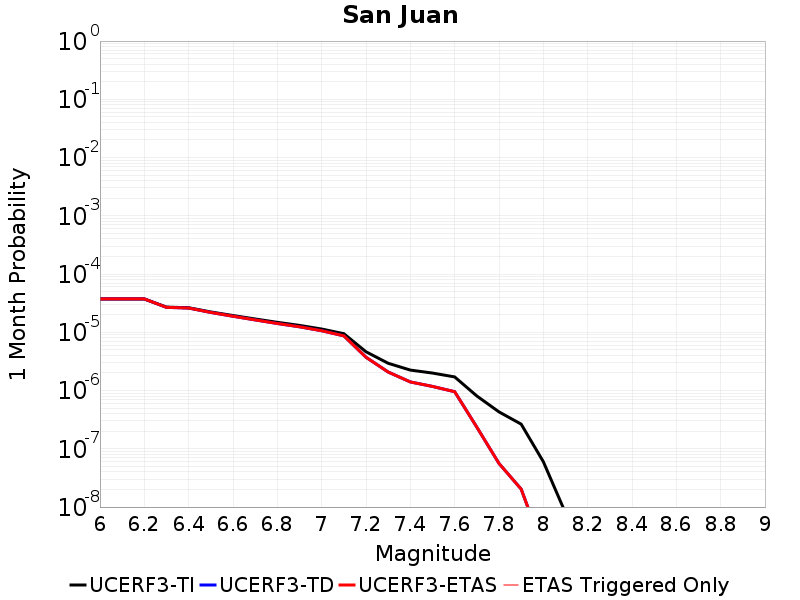 San Juan
1 Month Probability
10^0
10^-1
10^-2
10^-3
10^-4
10^-5
10^-6
10^-7
10^-8
6 6.2 6.4 6.6 6.8 7 7.2 7.4 7.6 7.8 8 8.2 8.4 8.6 8.8 9
Magnitude
UCERF3-TI UCERF3-TD UCERF3-ETAS ETAS Triggered Only